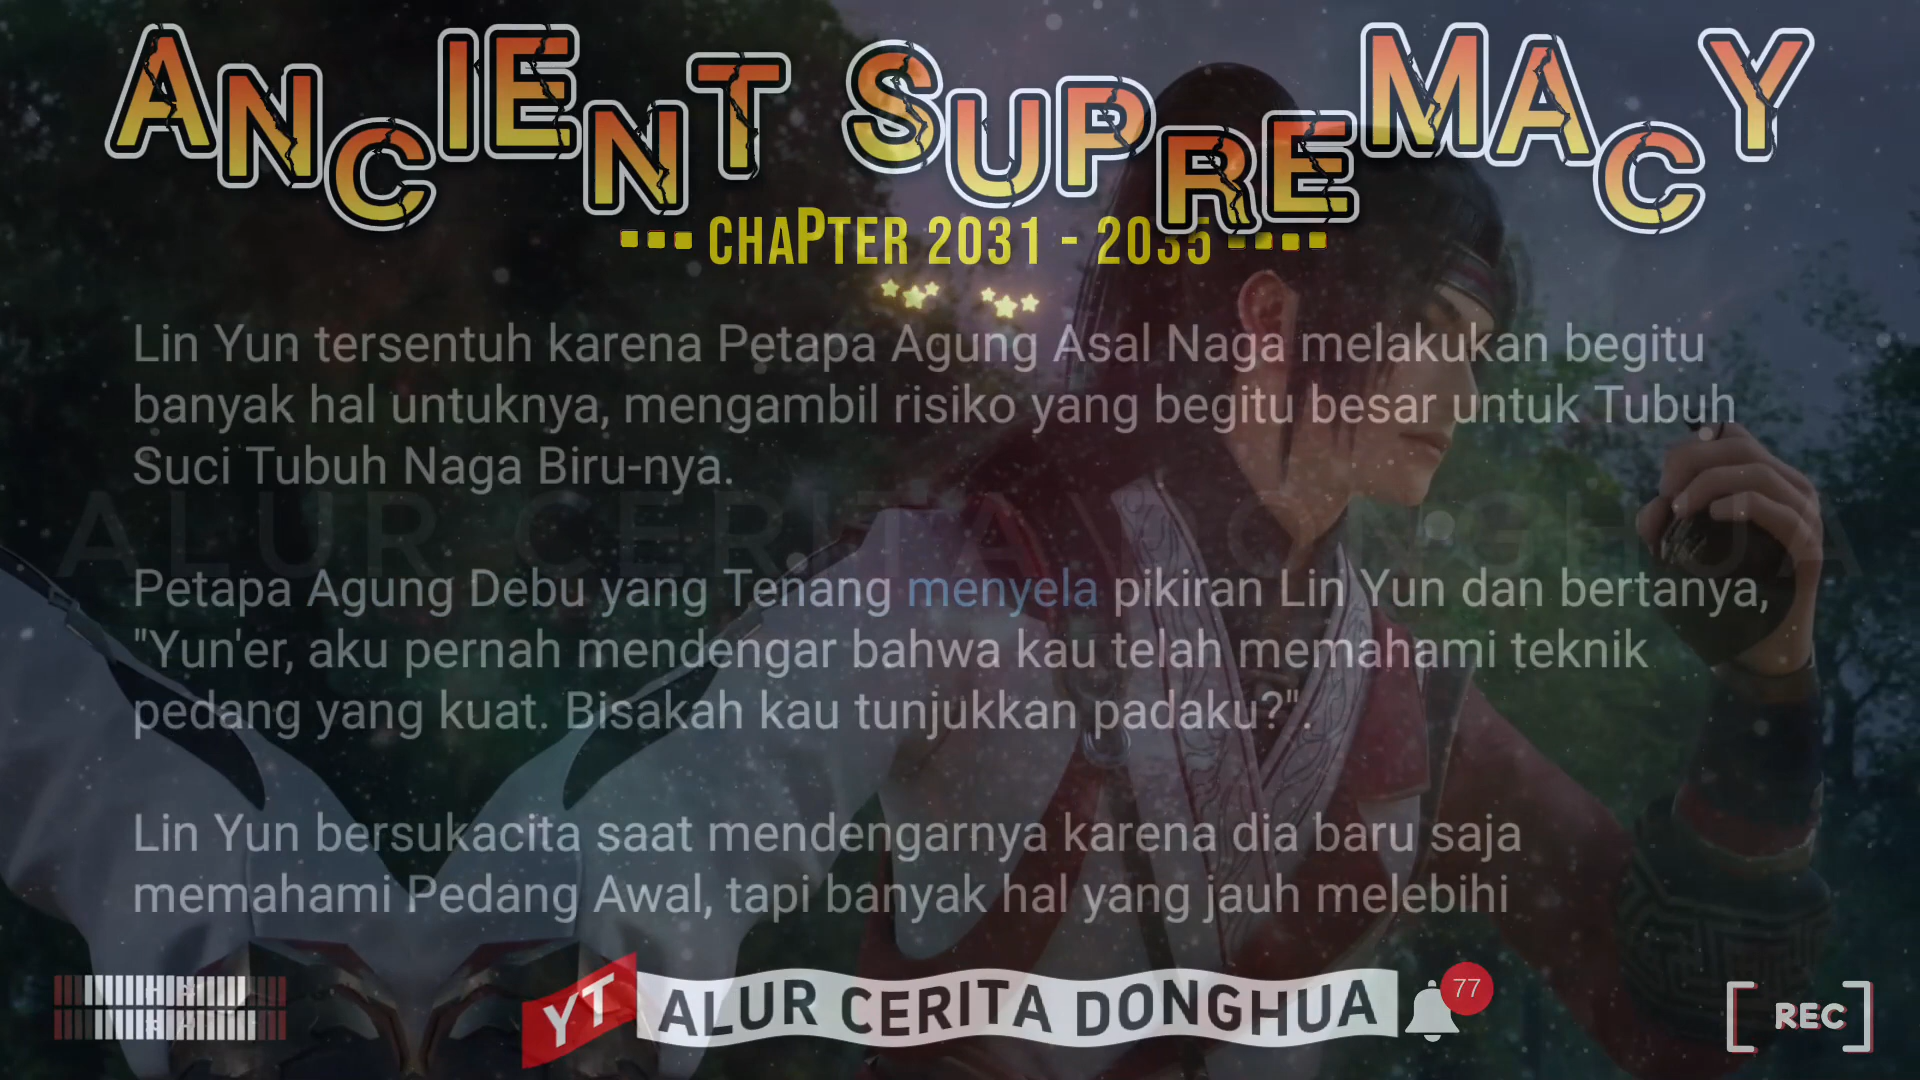 ANCIENT SUPREMACY
CHAPTER 2031 - 2035
Lin Yun tersentuh karena Petapa Agung Asal Naga melakukan begitu
banyak hal untuknya, mengambil risiko yang begitu besar untuk Tubuh
Suci Tubuh Naga Biru-nya.
ALUR CERITA DONGHUA
Petapa Agung Debu yang Tenang menyela pikiran Lin Yun dan bertanya,
"Yun'er, aku pernah mendengar bahwa kau telah memahami teknik
pedang yang kuat. Bisakah kau tunjukkan padaku?".
Lin Yun bersukacita saat mendengarnya karena dia baru saja
memahami Pedang Awal, tapi banyak hal yang jauh melebihi
YT ALUR CERITA DONGHUA 77
[REC]